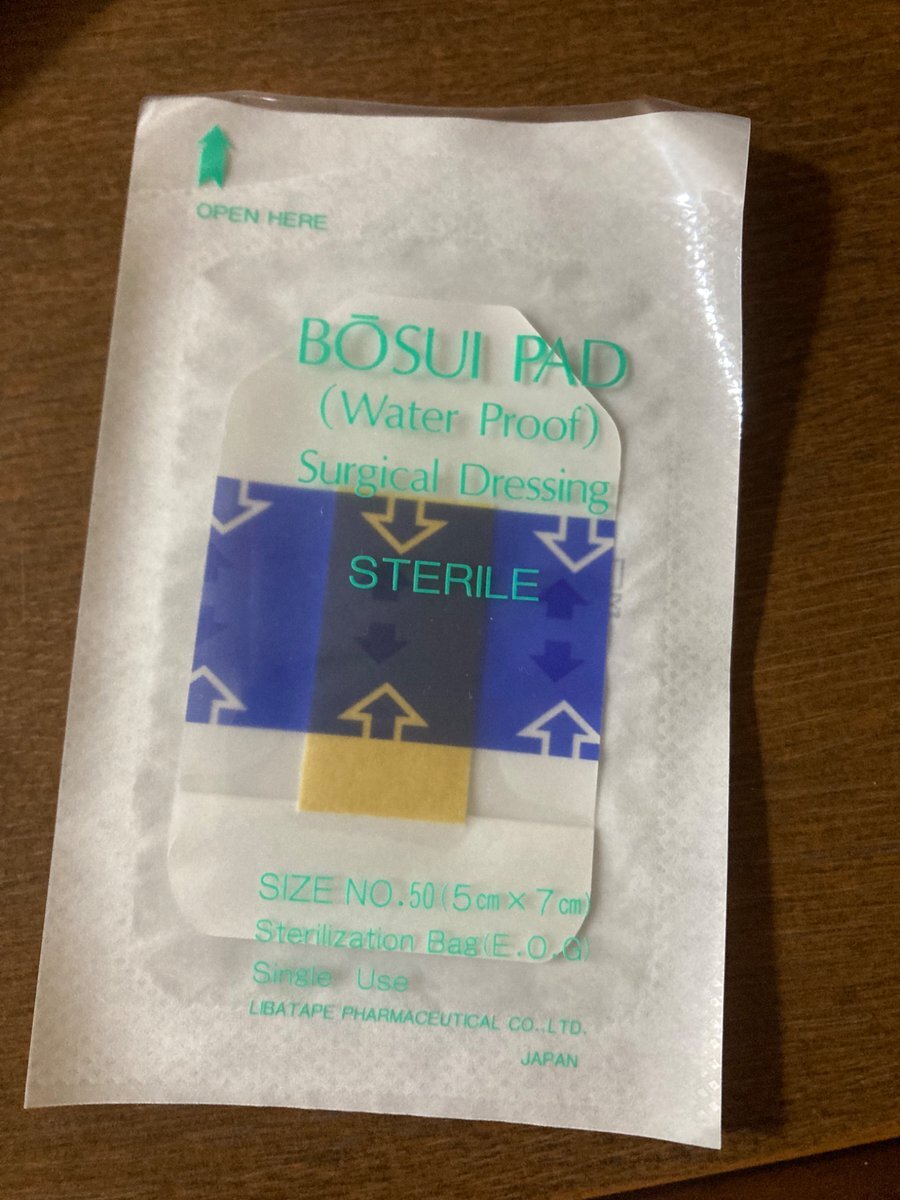 OPEN HERE
BŌSUI PAD
(Water Proof)
Surgical Dressing
STERILE
SIZE NO.50(5㎝×7㎝)
Sterilization Bag(E.O.G)
Single Use
LIBATAPE PHARMACEUTICAL CO.,LTD.
JAPAN